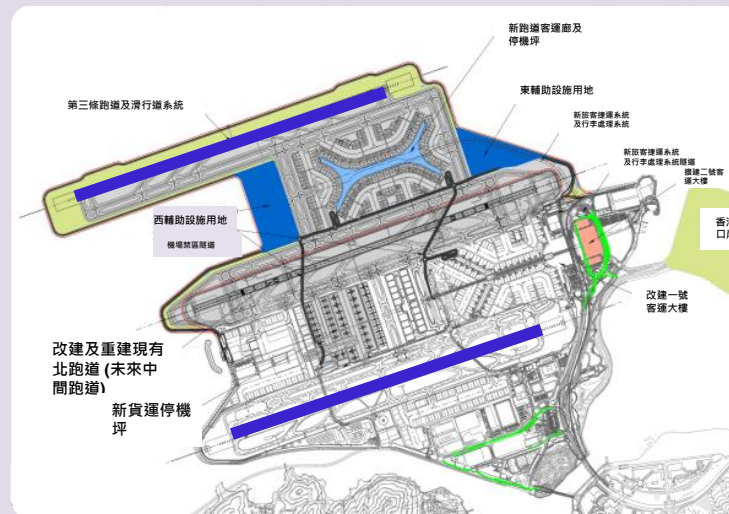 新跑道客運廊及
停機坪
第三條跑道及滑行道系統
東輔助設施用地
新旅客捷運系統
及行李處理系統
新旅客捷運系統
及行李處理系統隧道
擴建二號客
運大樓
西輔助設施用地
機場禁區隧道
香港
口岸
改建一號
客運大樓
改建及重建現有
北跑道 (未來中
間跑道)
新貨運停機
坪